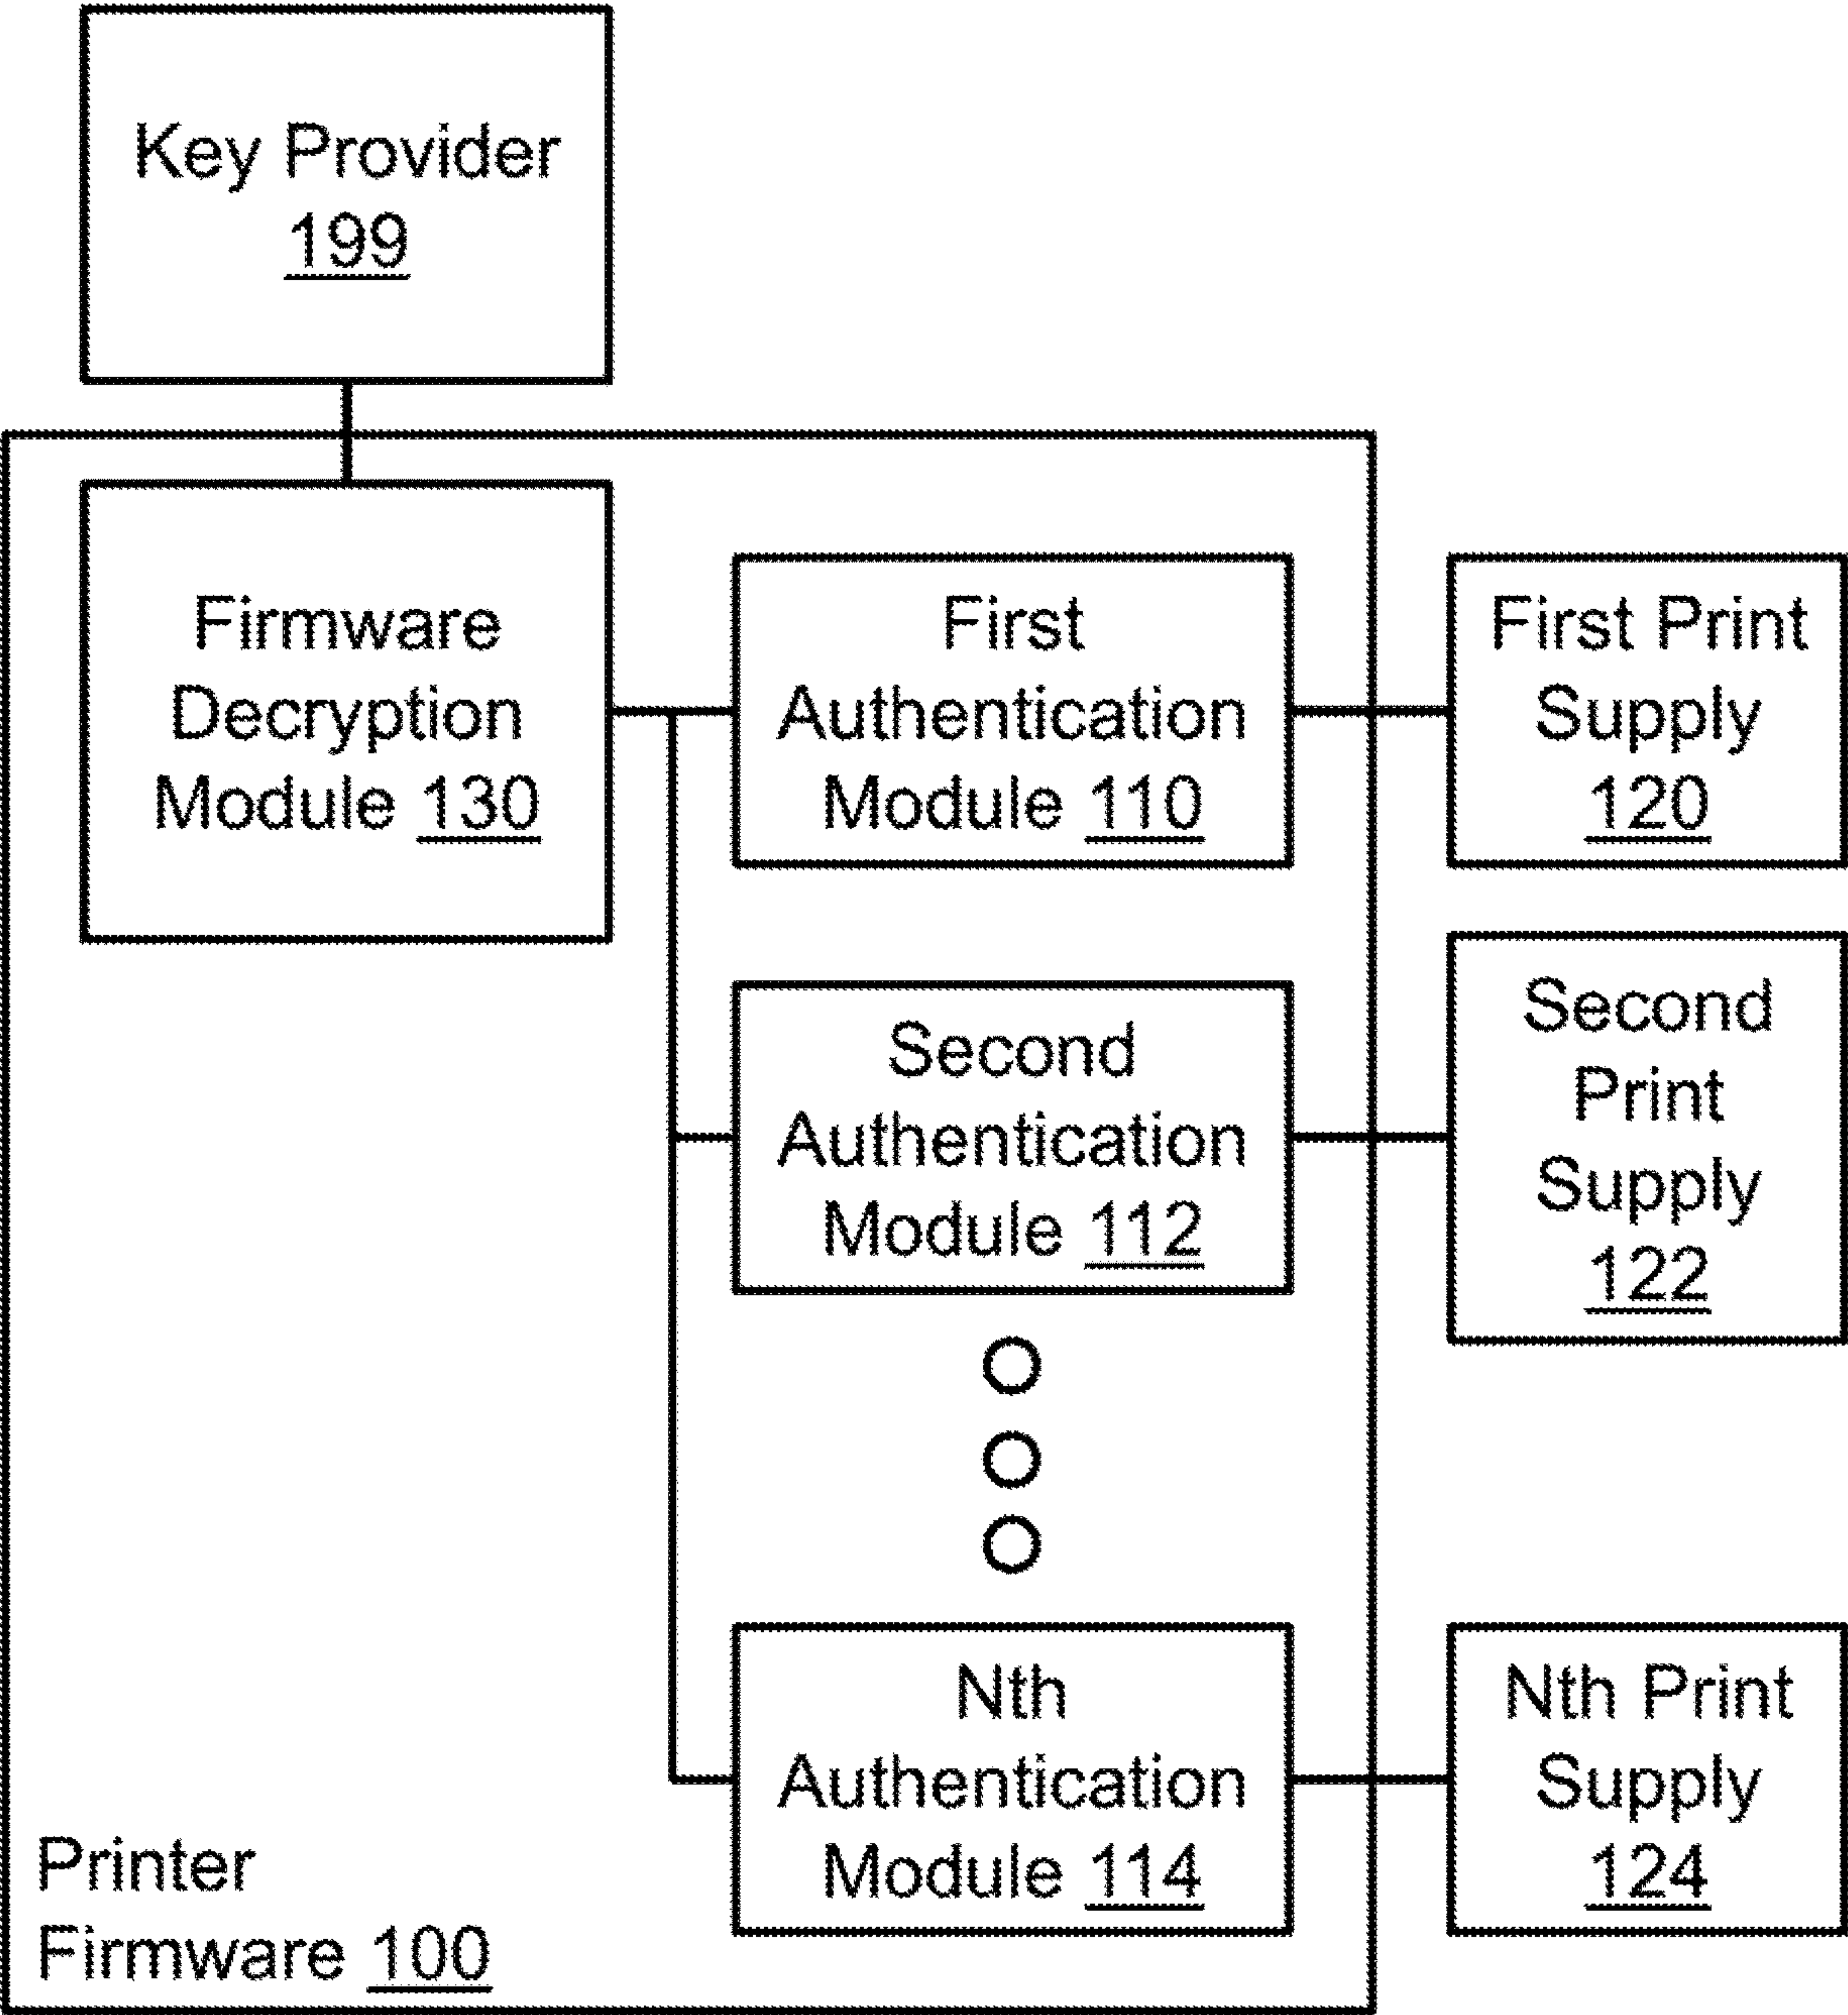 Key Provider
199
Firmware
Decryption
Module 130
First
Authentication
Module 110
First Print
Supply
120
Second
Authentication
Module 112
Second
Print
Supply
122
Nth
Authentication
Module 114
Nth Print
Supply
124
Printer
Firmware 100